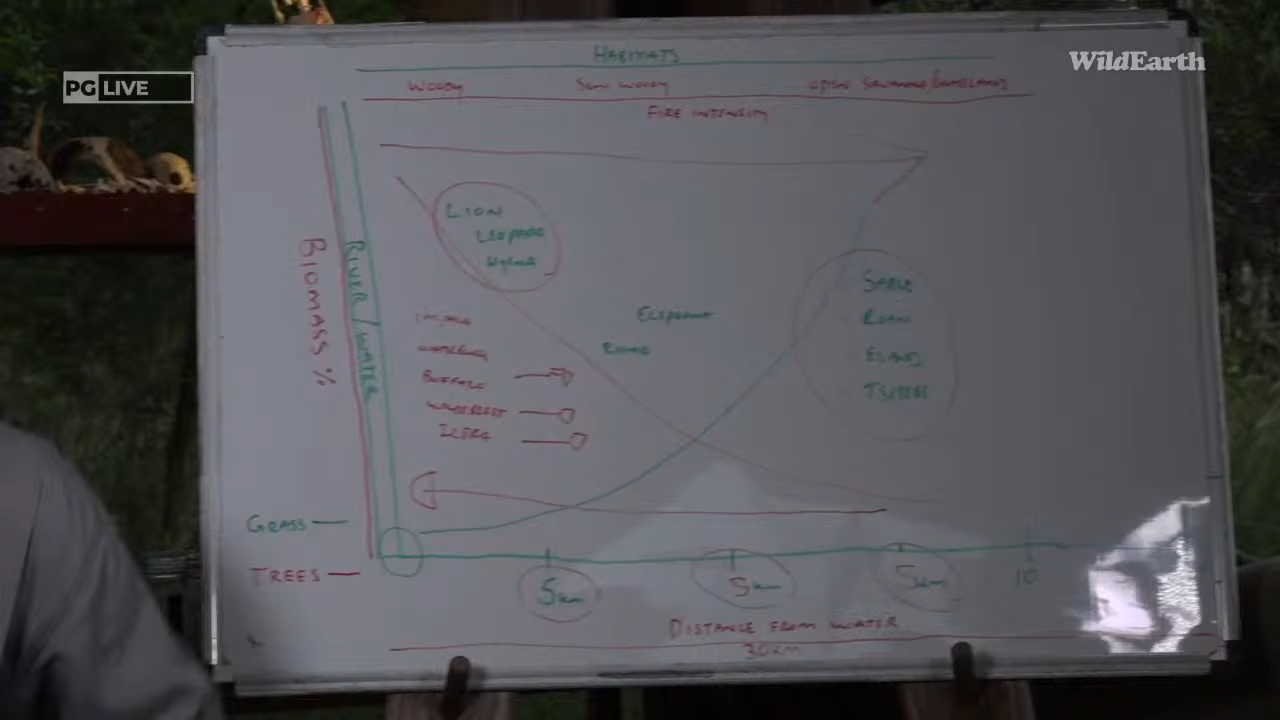 PG LIVE
WildEarth
HABITATS
WOODY SEMI WOODY OPEN SAVANNA/GRASSLANDS
FIRE INTENSITY
BIOMASS %
RIVER/WATER
LION
LEOPARD
HYENA
IMPALA
WATERBUCK
BUFFALO
WILDEBEEST
ZEBRA
ELEPHANT
RHINO
SABLE
ROAN
ELAND
GRASS
TREES
5km 5km 5km 10
DISTANCE FROM WATER
30km